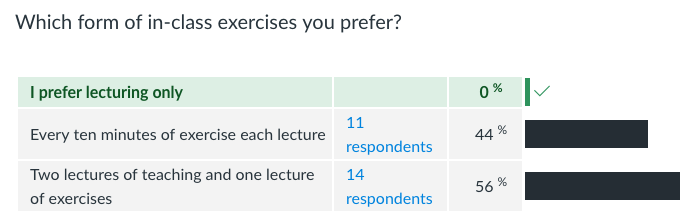 Which form of in-class exercises you prefer?
I prefer lecturing only 0 %
Every ten minutes of exercise each lecture 11 respondents 44 %
Two lectures of teaching and one lecture of exercises 14 respondents 56 %